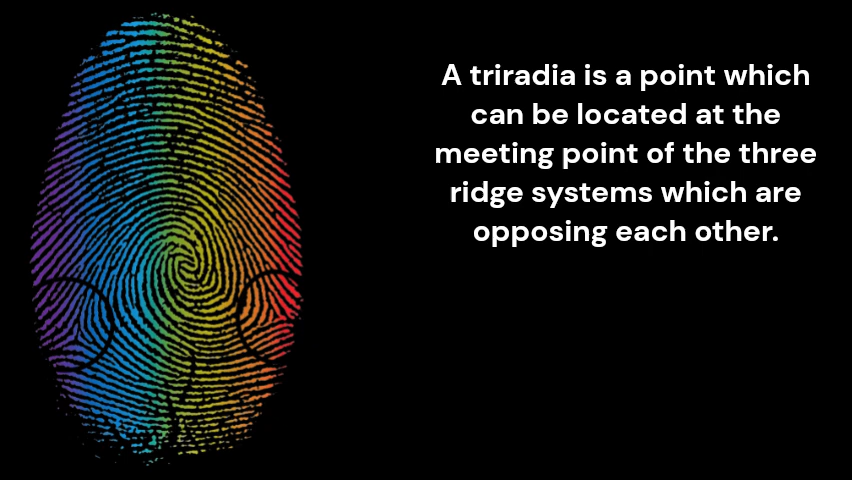 A triradia is a point which
can be located at the
meeting point of the three
ridge systems which are
opposing each other.